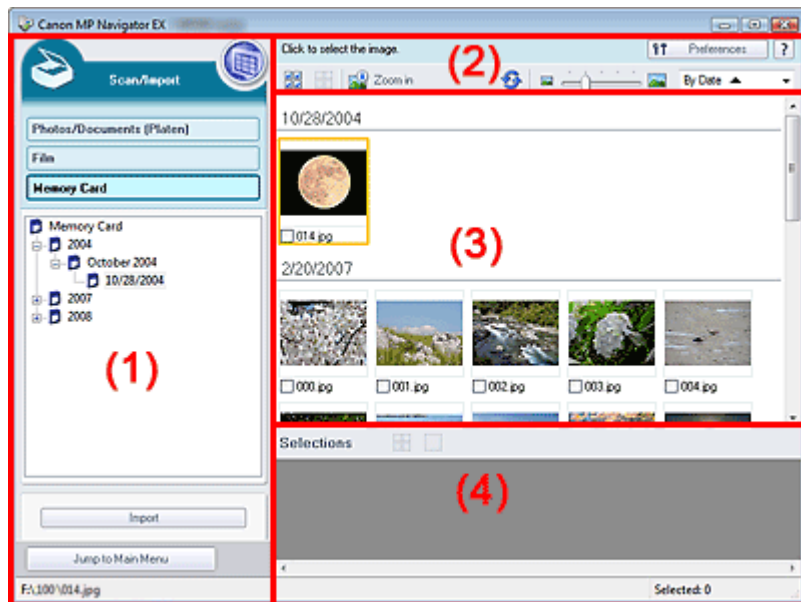 Canon MP Navigator EX
Scan/Import
Photos/Documents (Platen)
Film
Memory Card
Memory Card
2004
October 2004
10/28/2004
2007
2008
(1)
Import
Jump to Main Menu
F:\100\014.jpg
Click to select the image.
Preferences
?
(2)
Zoom in
By Date
10/28/2004
014.jpg
(3)
2/20/2007
000.jpg
001.jpg
002.jpg
003.jpg
004.jpg
Selections
(4)
Selected: 0